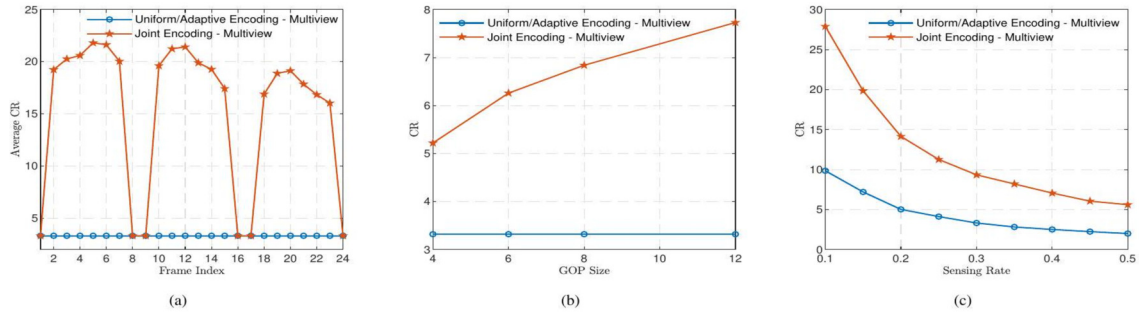 Uniform/Adaptive Encoding - Multiview
Joint Encoding - Multiview
25
20
15
10
5
Average CR
2 4 6 8 10 12 14 16 18 20 22 24
Frame Index
(a)
Uniform/Adaptive Encoding - Multiview
Joint Encoding - Multiview
8
7
6
5
4
3
CR
4 6 8 10 12
GOP Size
(b)
Uniform/Adaptive Encoding - Multiview
Joint Encoding - Multiview
30
25
20
15
10
5
0
CR
0.1 0.2 0.3 0.4 0.5
Sensing Rate
(c)